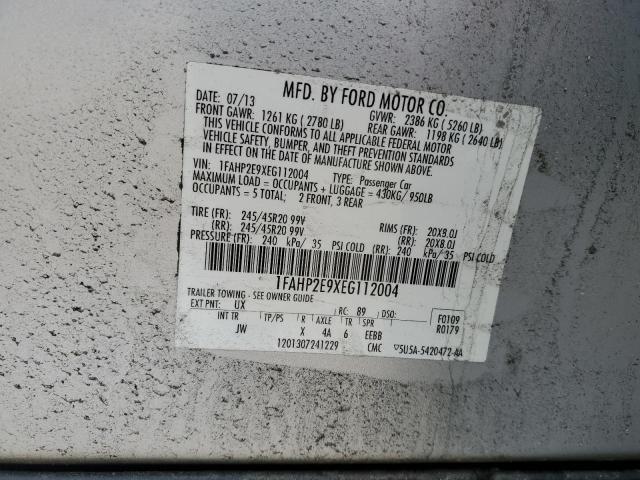 MFD. BY FORD MOTOR CO.
DATE: 07/13 GVWR: 2386 KG ( 5260 LB)
FRONT GAWR: 1261 KG ( 2780 LB) REAR GAWR: 1198 KG ( 2640 LB)
THIS VEHICLE CONFORMS TO ALL APPLICABLE FEDERAL MOTOR
VEHICLE SAFETY, BUMPER, AND THEFT PREVENTION STANDARDS
IN EFFECT ON THE DATE OF MANUFACTURE SHOWN ABOVE.
VIN: 1FAHP2E9XEG112004 TYPE: Passenger Car
MAXIMUM LOAD = OCCUPANTS + LUGGAGE = 430KG/ 950LB
OCCUPANTS = 5 TOTAL; 2 FRONT, 3 REAR
TIRE (FR): 245/45R20 99V RIMS (FR): 20X8.0J
(RR): 245/45R20 99V (RR): 20X8.0J
PRESSURE (FR): 240 kPa/ 35 PSI COLD (RR): 240 kPa/ 35 PSI COLD
1FAHP2E9XEG112004
TRAILER TOWING - SEE OWNER GUIDE
EXT PNT: UX RC: 89 DSO: F0109
INT TR TP/PS R AXLE TR SPR R0179
JW X 4A 6 EEBB
1201307241229 CMC 5U5A-5420472-AA